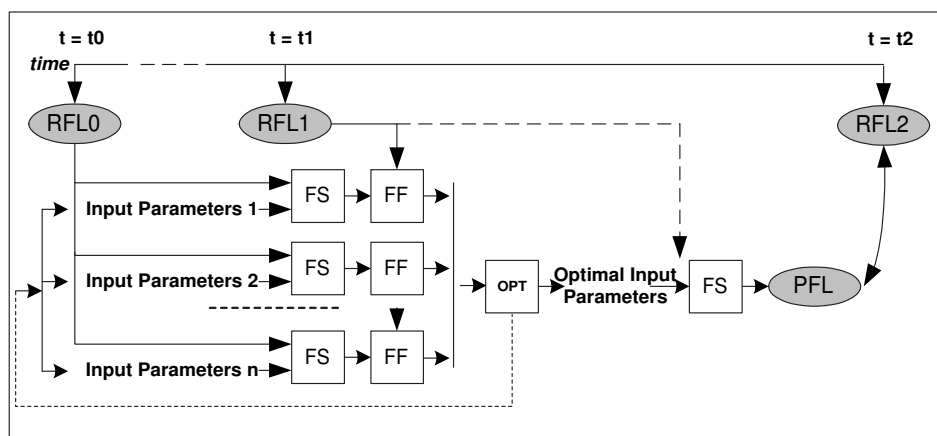 t = t0 t = t1 t = t2
time
RFL0 RFL1 RFL2
FS FF
Input Parameters 1
FS FF
Input Parameters 2
OPT
Optimal Input
Parameters
FS PFL
FS FF
Input Parameters n